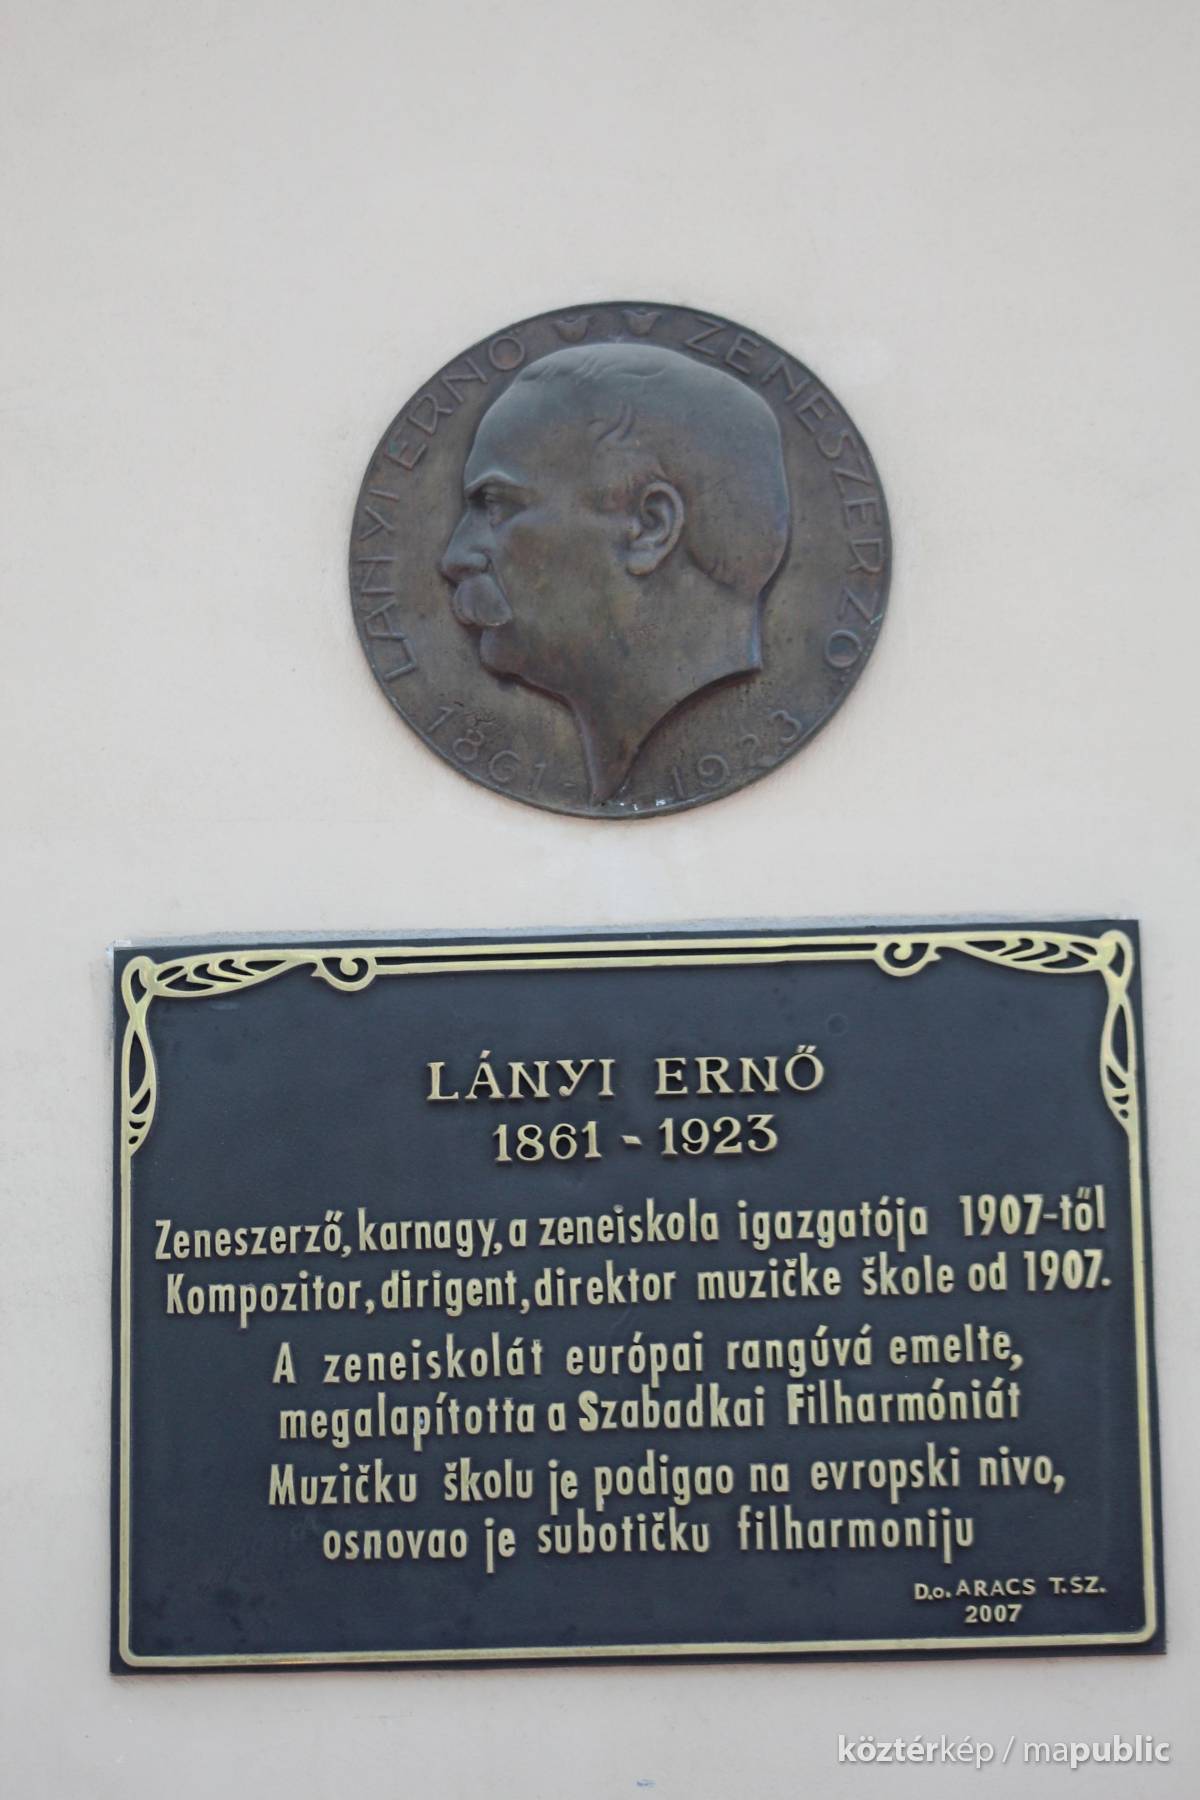 LÁNYI ERNŐ ZENESZERZŐ
1861 - 1923
LÁNYI ERNŐ
1861 - 1923
Zeneszerző, karnagy, a zeneiskola igazgatója 1907-től
Kompozitor, dirigent, direktor muzičke škole od 1907.
A zeneiskolát európai rangúvá emelte,
megalapította a Szabadkai Filharmóniát
Muzičku školu je podigao na evropski nivo,
osnovao je subotičku filharmoniju
D.o. ARACS T.SZ.
2007
köztérkép / mapublic